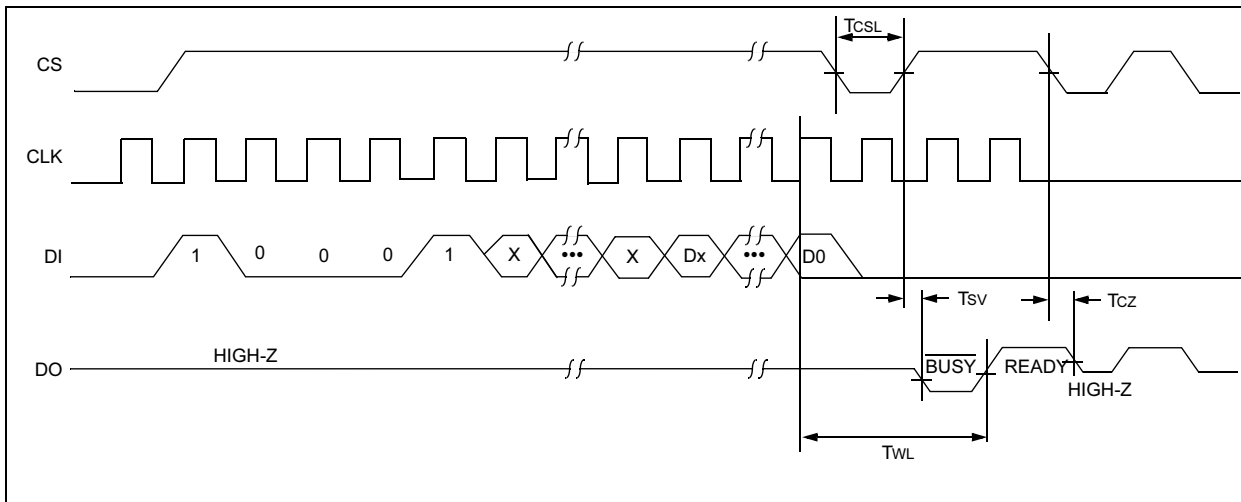 TCSL
CS
CLK
DI 1 0 0 0 1 X ••• X Dx ••• D0
TSV TCZ
HIGH-Z
DO BUSY READY
HIGH-Z
TWL